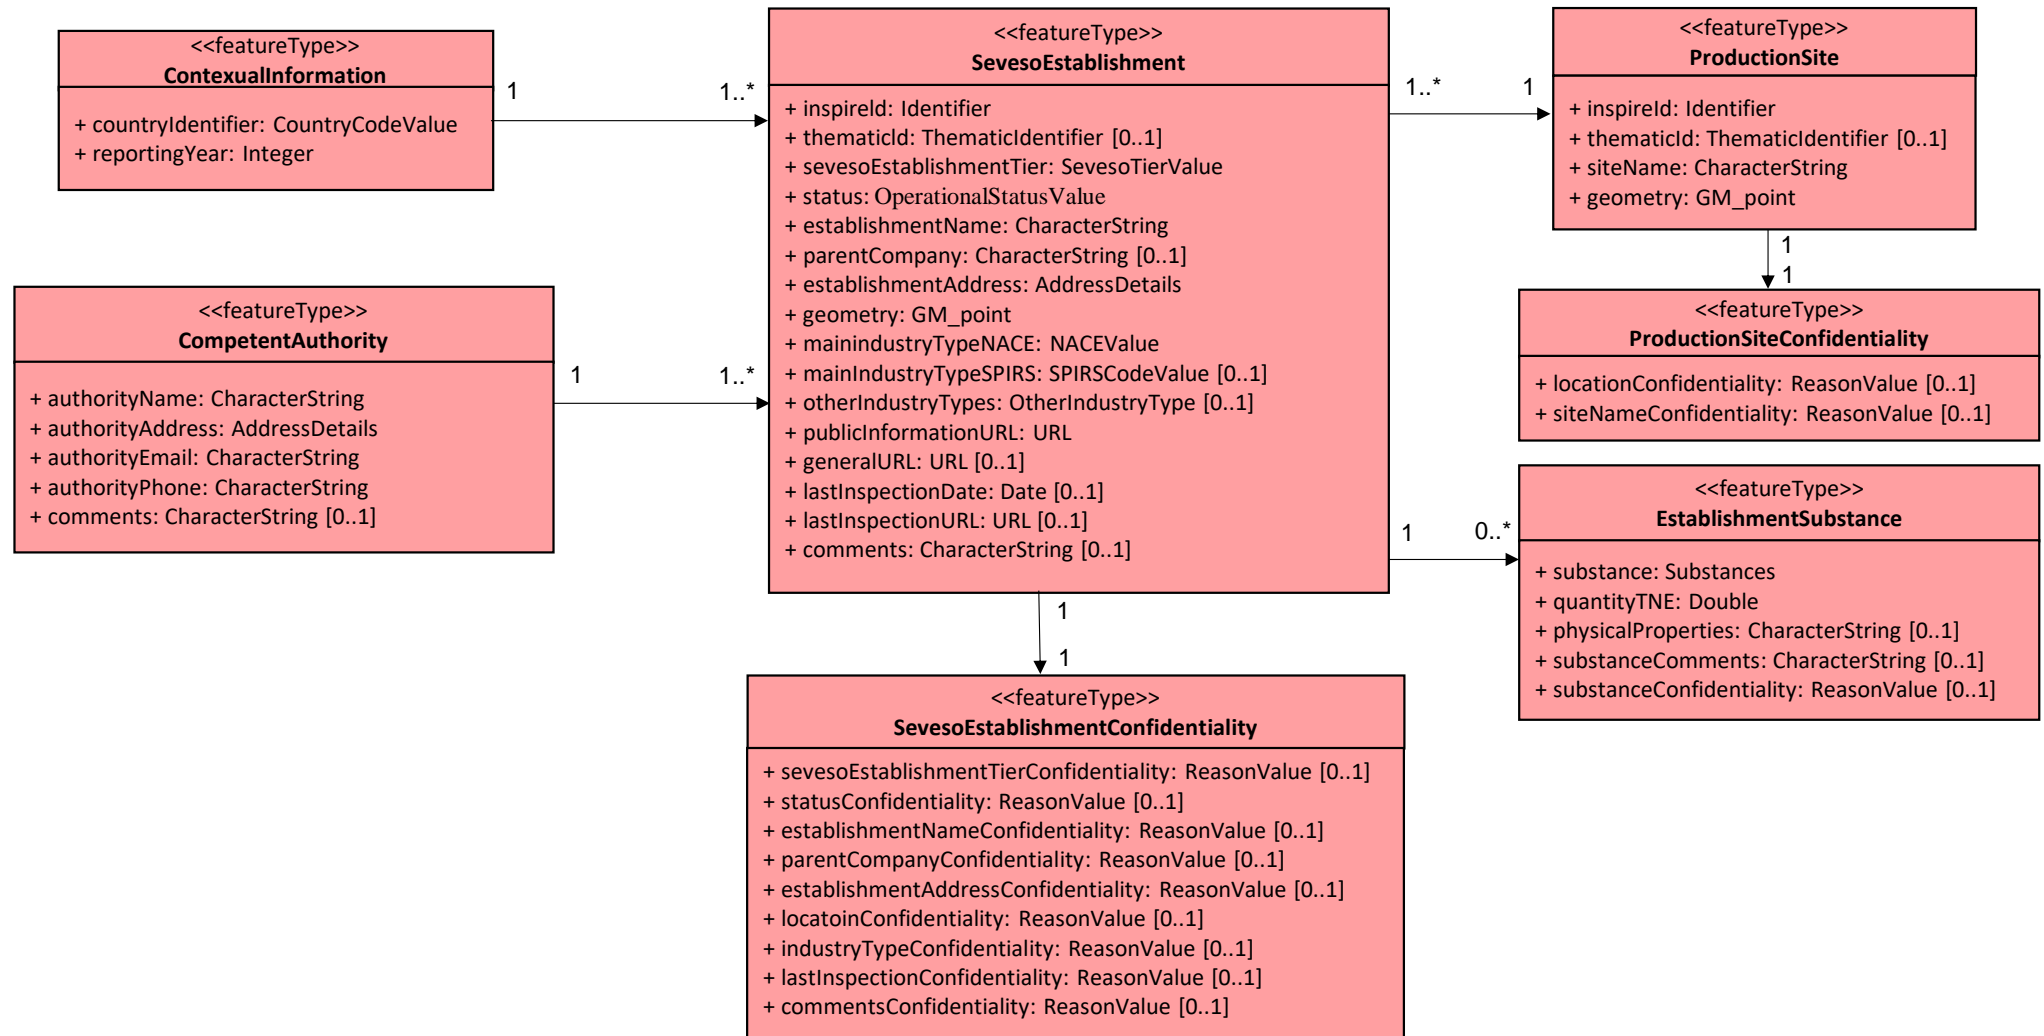 <<featureType>>
ContexualInformation
+ countryIdentifier: CountryCodeValue
+ reportingYear: Integer
1
1..*
<<featureType>>
CompetentAuthority
+ authorityName: CharacterString
+ authorityAddress: AddressDetails
+ authorityEmail: CharacterString
+ authorityPhone: CharacterString
+ comments: CharacterString [0..1]
1
1..*
<<featureType>>
SevesoEstablishment
+ inspireId: Identifier
+ thematicId: ThematicIdentifier [0..1]
+ sevesoEstablishmentTier: SevesoTierValue
+ status: OperationalStatusValue
+ establishmentName: CharacterString
+ parentCompany: CharacterString [0..1]
+ establishmentAddress: AddressDetails
+ geometry: GM_point
+ mainindustryTypeNACE: NACEValue
+ mainIndustryTypeSPIRS: SPIRSCodeValue [0..1]
+ otherIndustryTypes: OtherIndustryType [0..1]
+ publicInformationURL: URL
+ generalURL: URL [0..1]
+ lastInspectionDate: Date [0..1]
+ lastInspectionURL: URL [0..1]
+ comments: CharacterString [0..1]
1..*
1
<<featureType>>
ProductionSite
+ inspireId: Identifier
+ thematicId: ThematicIdentifier [0..1]
+ siteName: CharacterString
+ geometry: GM_point
1
1
<<featureType>>
ProductionSiteConfidentiality
+ locationConfidentiality: ReasonValue [0..1]
+ siteNameConfidentiality: ReasonValue [0..1]
1
0..*
<<featureType>>
EstablishmentSubstance
+ substance: Substances
+ quantityTNE: Double
+ physicalProperties: CharacterString [0..1]
+ substanceComments: CharacterString [0..1]
+ substanceConfidentiality: ReasonValue [0..1]
1
1
<<featureType>>
SevesoEstablishmentConfidentiality
+ sevesoEstablishmentTierConfidentiality: ReasonValue [0..1]
+ statusConfidentiality: ReasonValue [0..1]
+ establishmentNameConfidentiality: ReasonValue [0..1]
+ parentCompanyConfidentiality: ReasonValue [0..1]
+ establishmentAddressConfidentiality: ReasonValue [0..1]
+ locatoinConfidentiality: ReasonValue [0..1]
+ industryTypeConfidentiality: ReasonValue [0..1]
+ lastInspectionConfidentiality: ReasonValue [0..1]
+ commentsConfidentiality: ReasonValue [0..1]